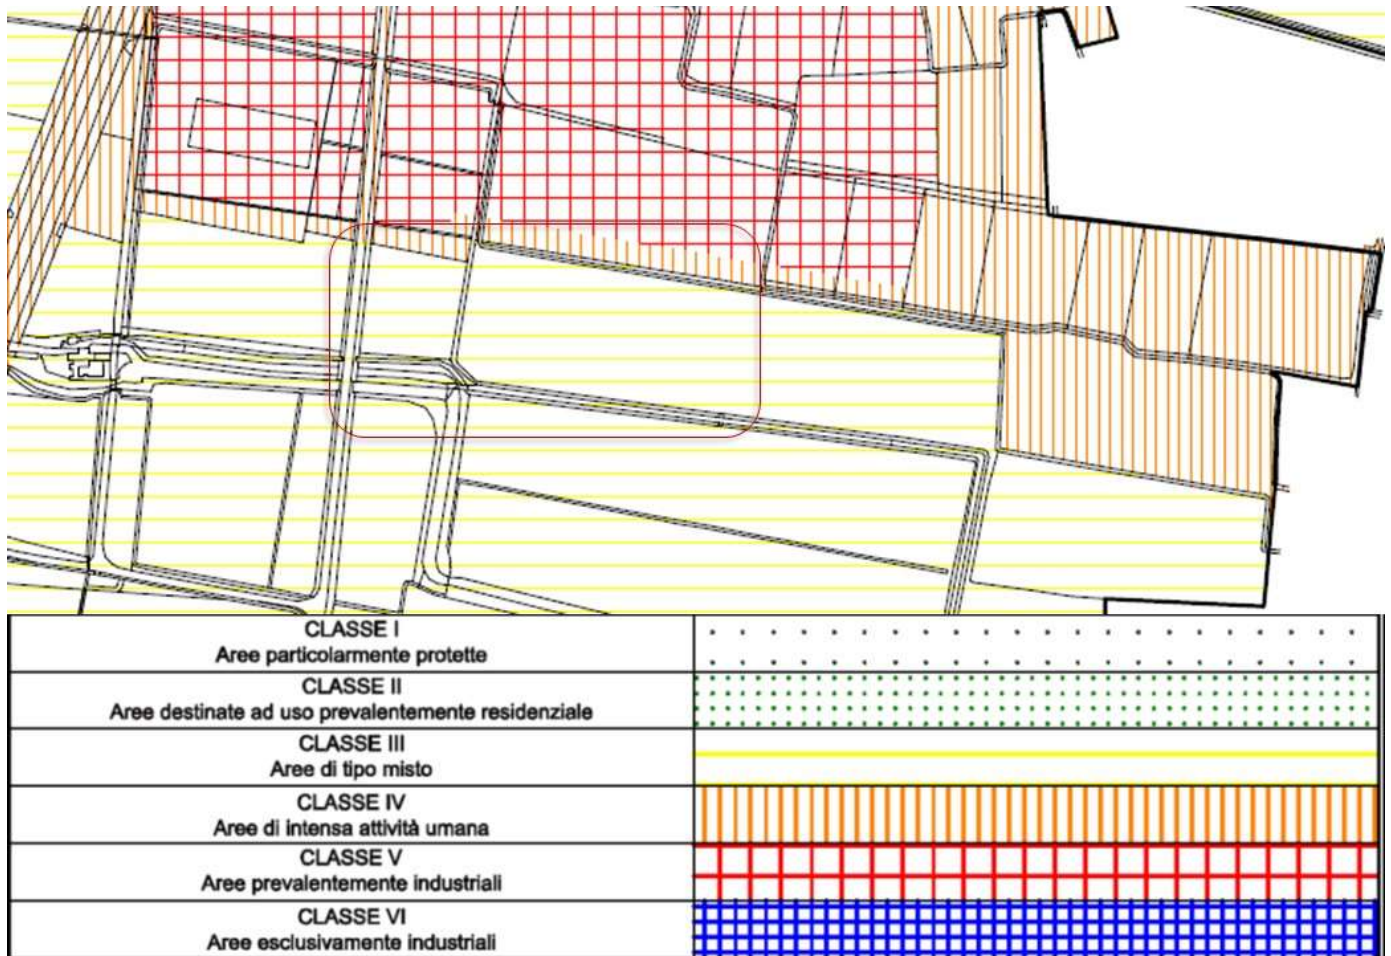 CLASSE I
Aree particolarmente protette
CLASSE II
Aree destinate ad uso prevalentemente residenziale
CLASSE III
Aree di tipo misto
CLASSE IV
Aree di intensa attività umana
CLASSE V
Aree prevalentemente industriali
CLASSE VI
Aree esclusivamente industriali